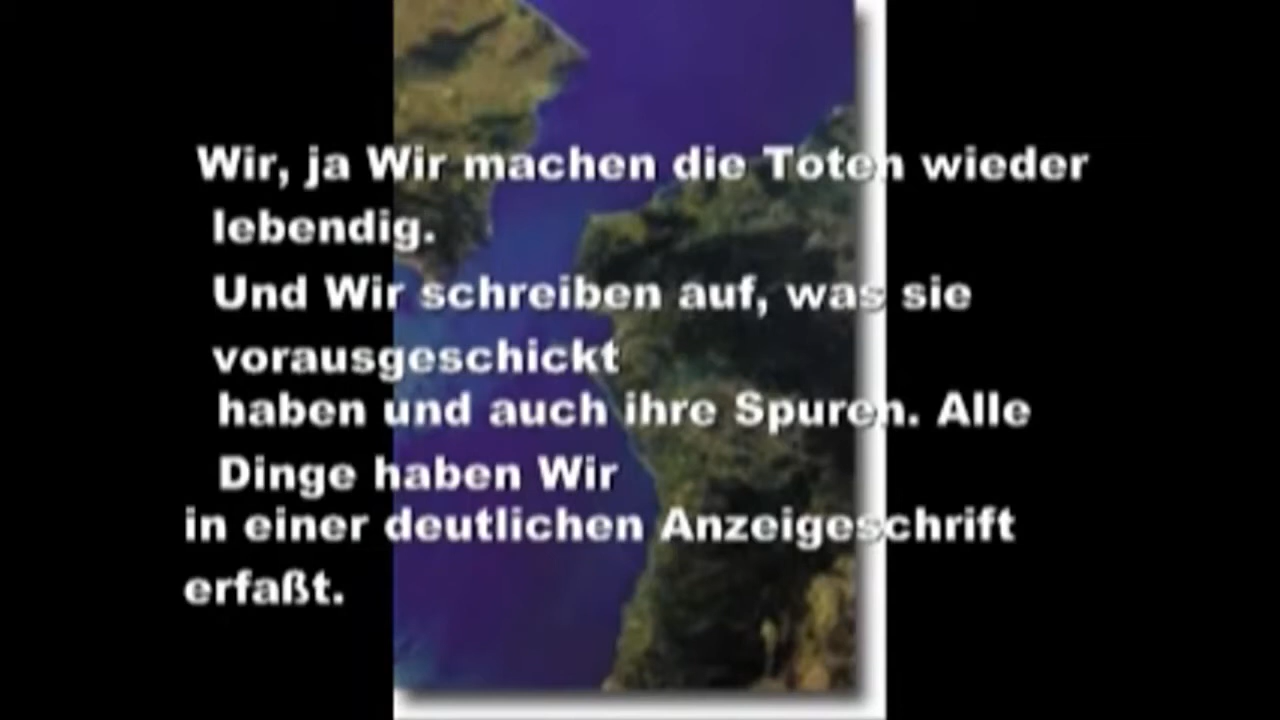 Wir, ja Wir machen die Toten wieder
lebendig.
Und Wir schreiben auf, was sie
vorausgeschickt
haben und auch ihre Spuren. Alle
Dinge haben Wir
in einer deutlichen Anzeigeschrift
erfaßt.